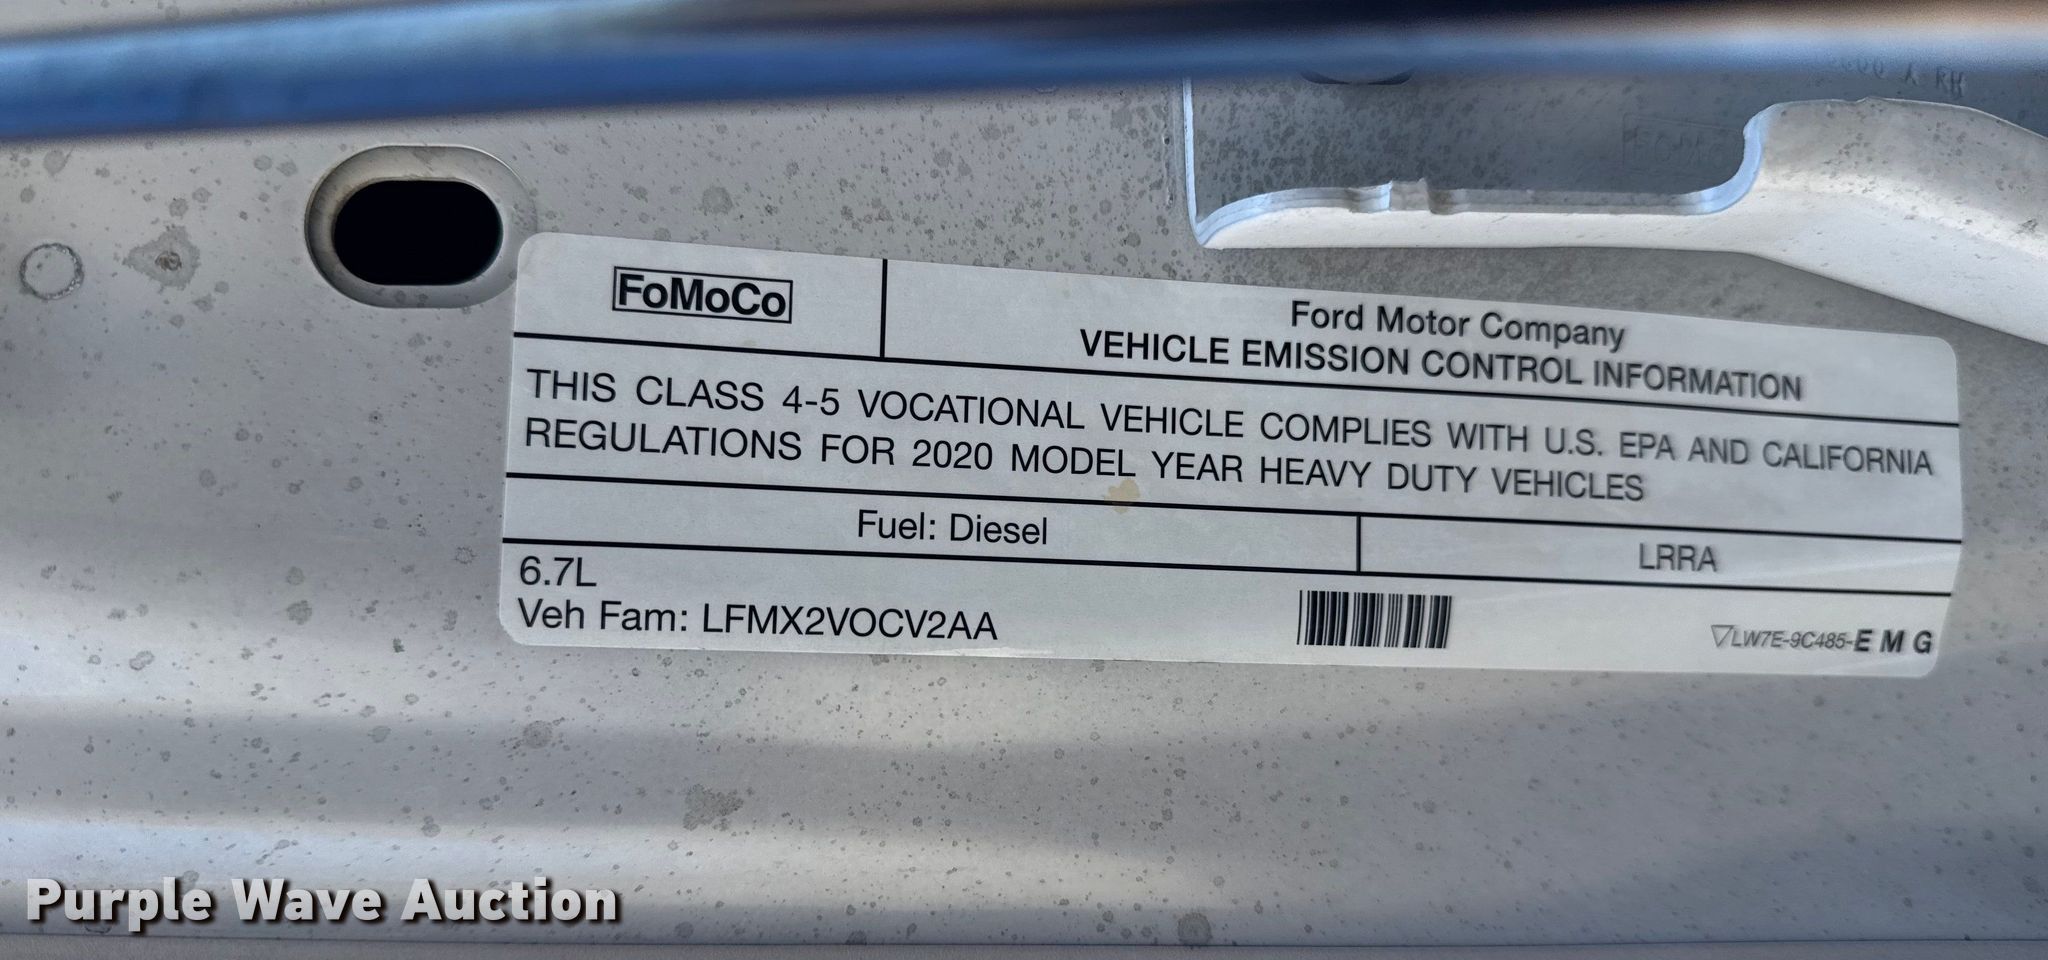 FoMoCo
Ford Motor Company
VEHICLE EMISSION CONTROL INFORMATION
THIS CLASS 4-5 VOCATIONAL VEHICLE COMPLIES WITH U.S. EPA AND CALIFORNIA
REGULATIONS FOR 2020 MODEL YEAR HEAVY DUTY VEHICLES
Fuel: Diesel
LRRA
6.7L
Veh Fam: LFMX2VOCV2AA
LW7E-9C485-E M G
Purple Wave Auction